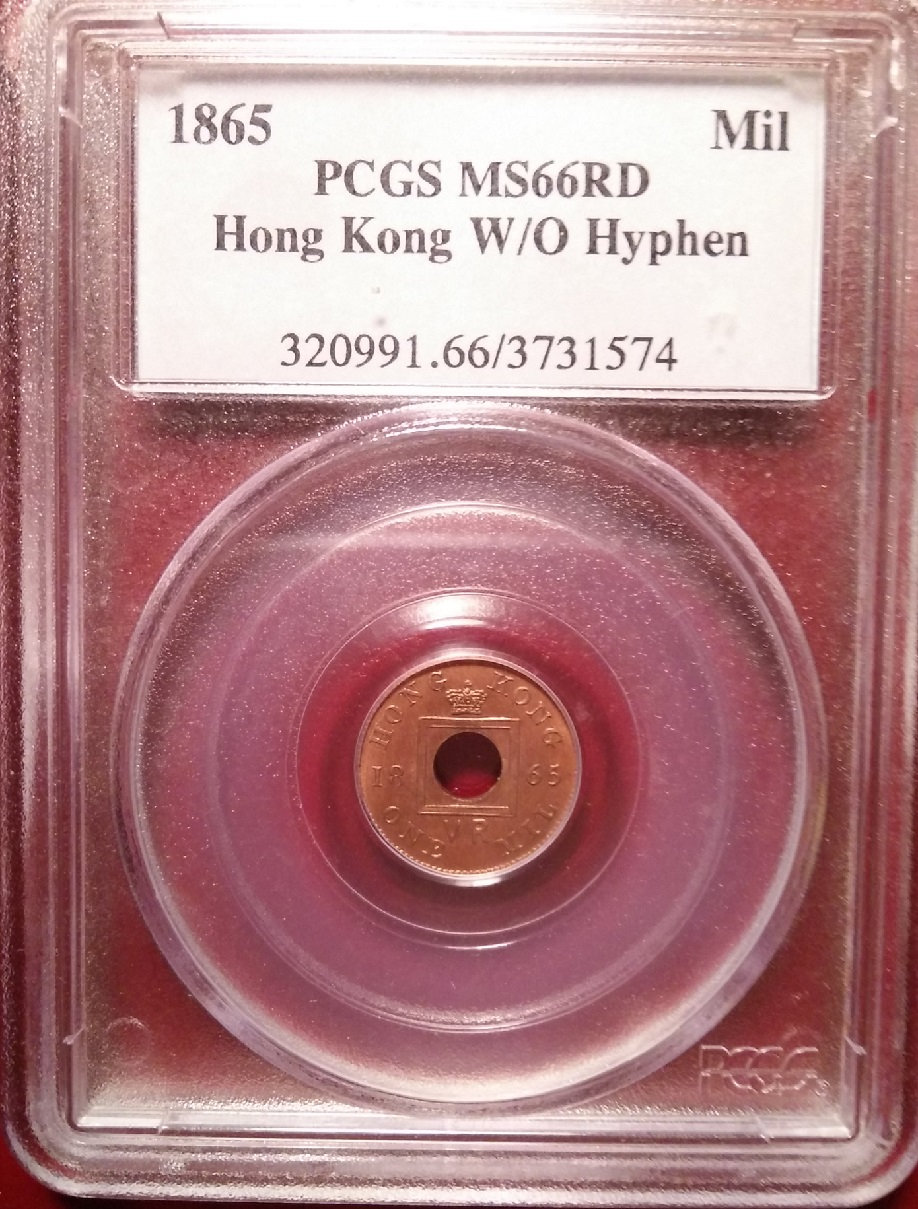 1865 Mil
PCGS MS66RD
Hong Kong W/O Hyphen
320991.66/3731574
HONG KONG
18 65
VR
ONE MIL
PCGS